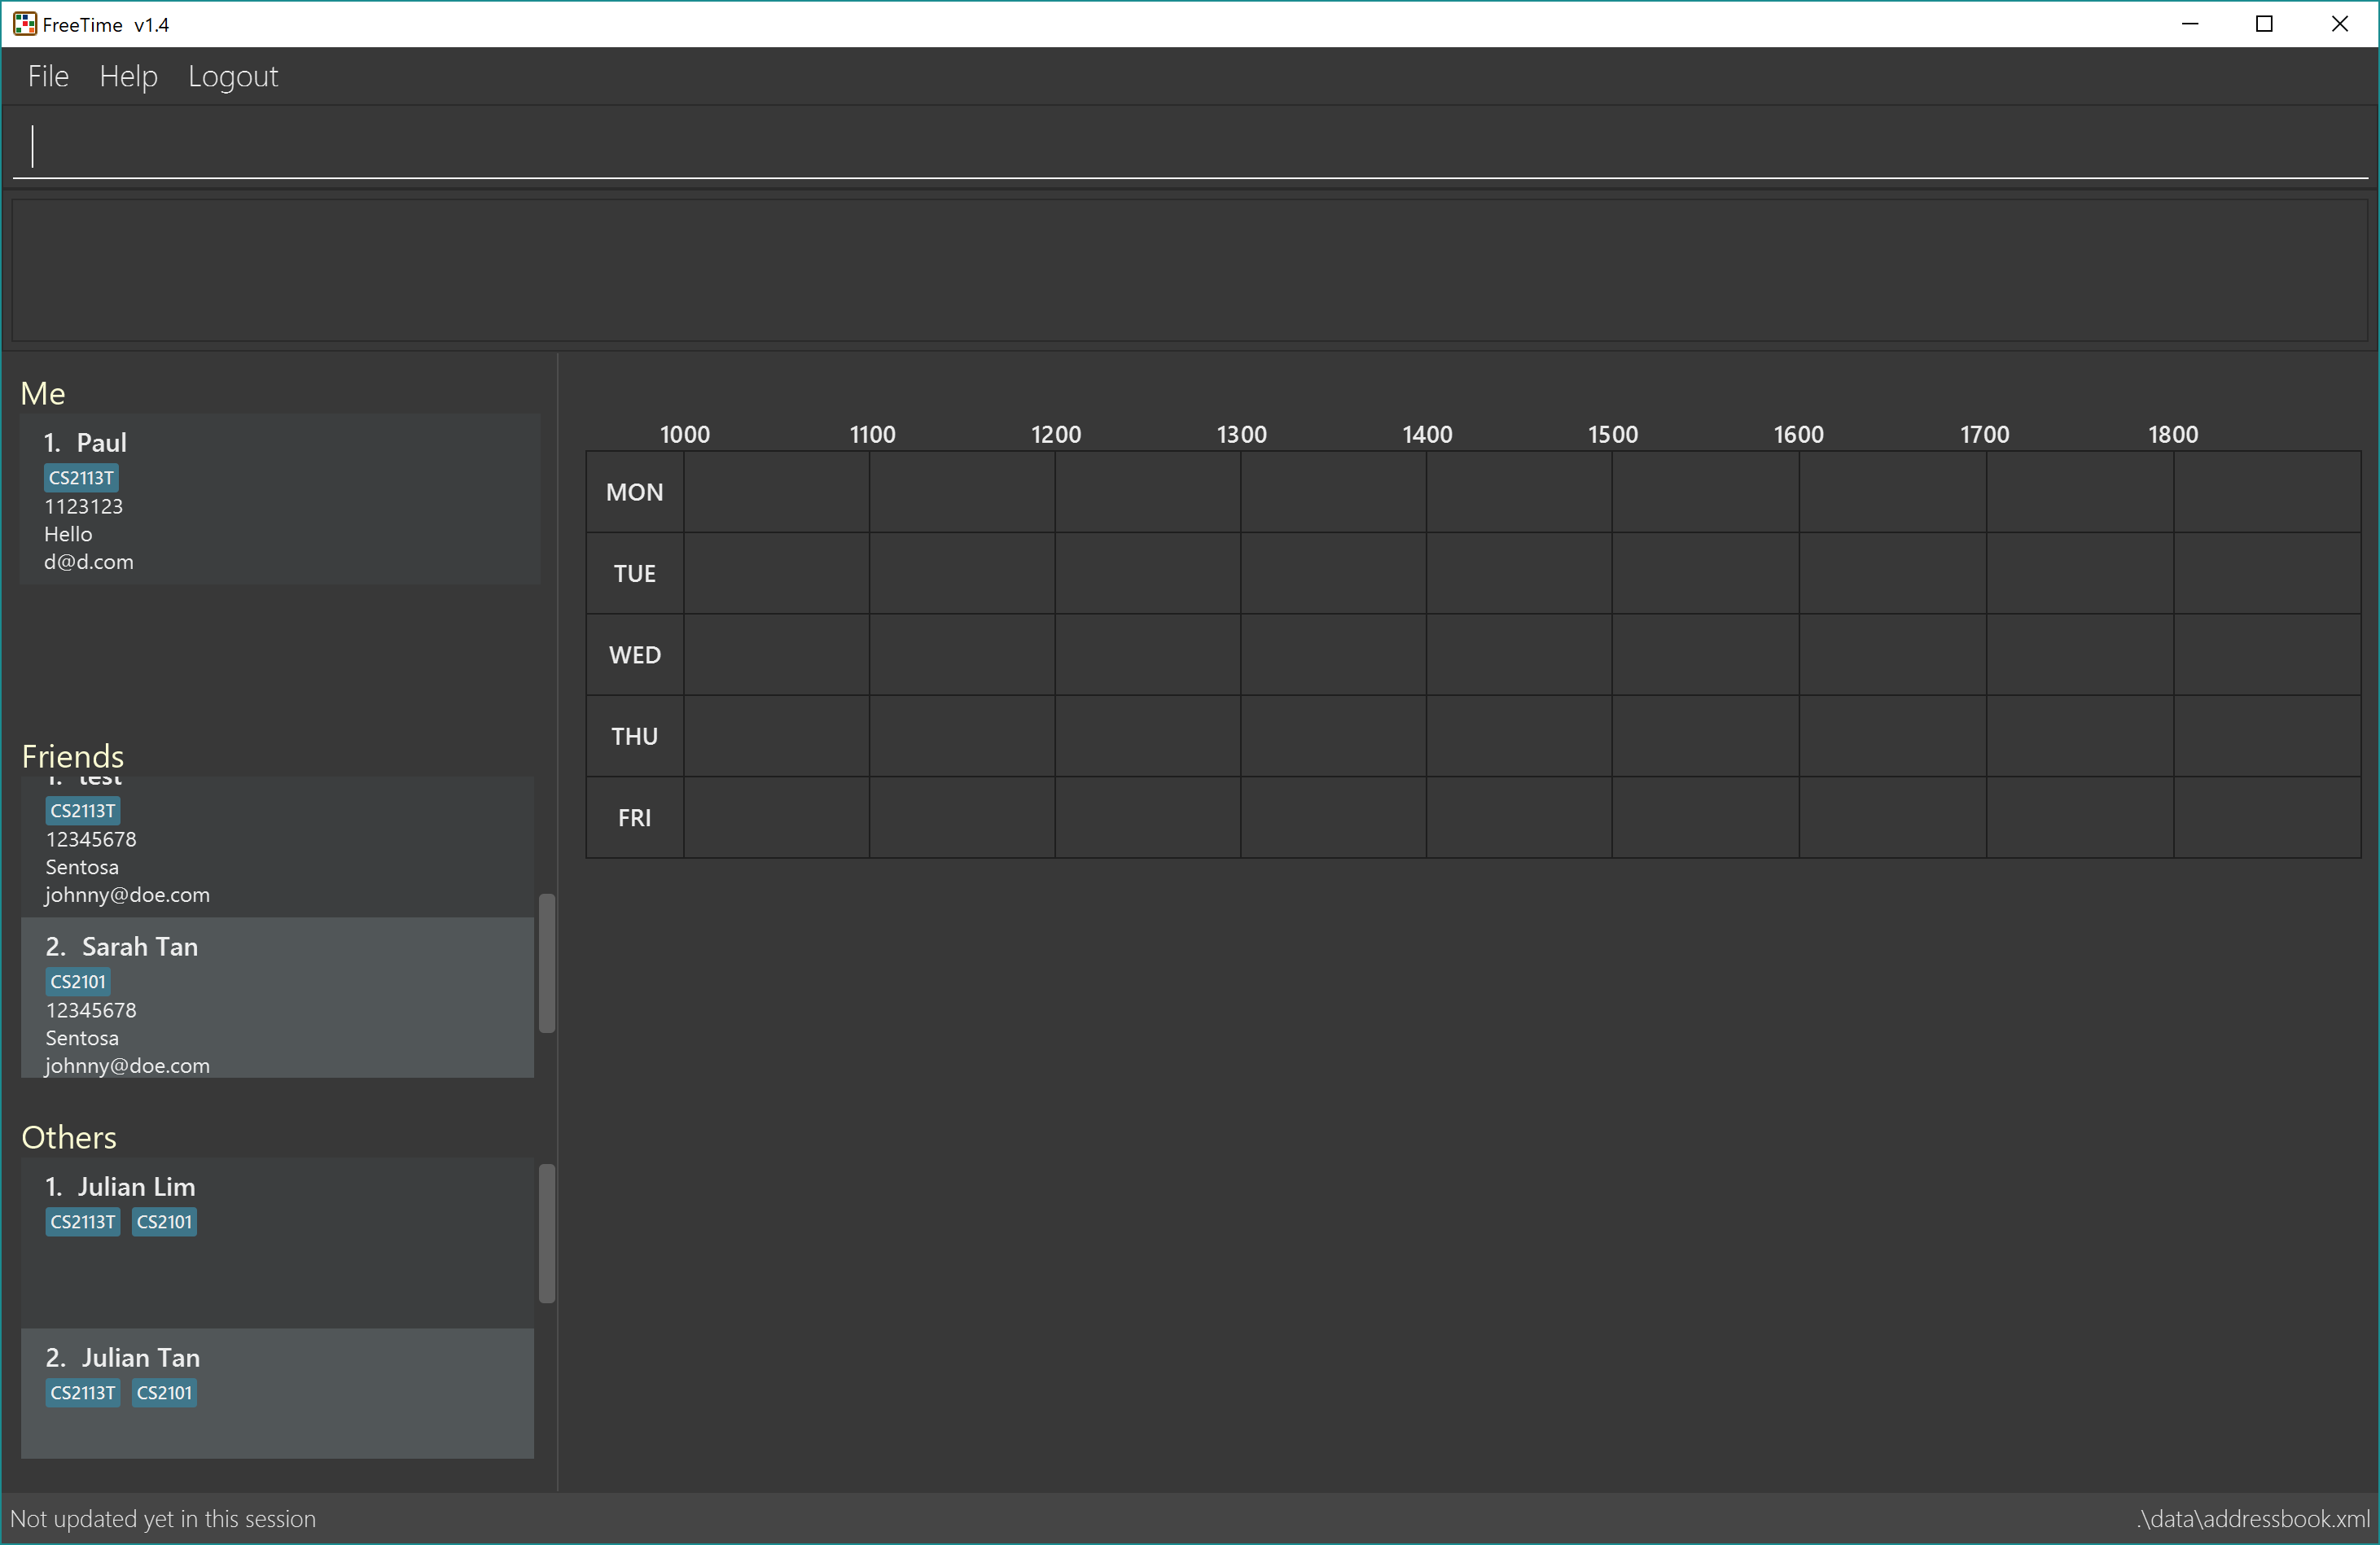 FreeTime v1.4
File Help Logout
Me
1. Paul
CS2113T
1123123
Hello
d@d.com
Friends
1. test
CS2113T
12345678
Sentosa
johnny@doe.com
2. Sarah Tan
CS2101
12345678
Sentosa
johnny@doe.com
Others
1. Julian Lim
CS2113T CS2101
2. Julian Tan
CS2113T CS2101
1000 1100 1200 1300 1400 1500 1600 1700 1800
MON
TUE
WED
THU
FRI
Not updated yet in this session
.\data\addressbook.xml